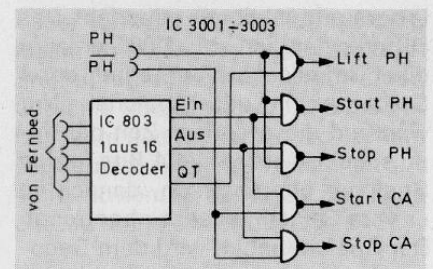 IC 3001÷3003
PH
PH
Lift PH
Ein
Start PH
IC 803
1 aus 16
Decoder
Aus
Stop PH
QT
von Fernbed.
Start CA
Stop CA